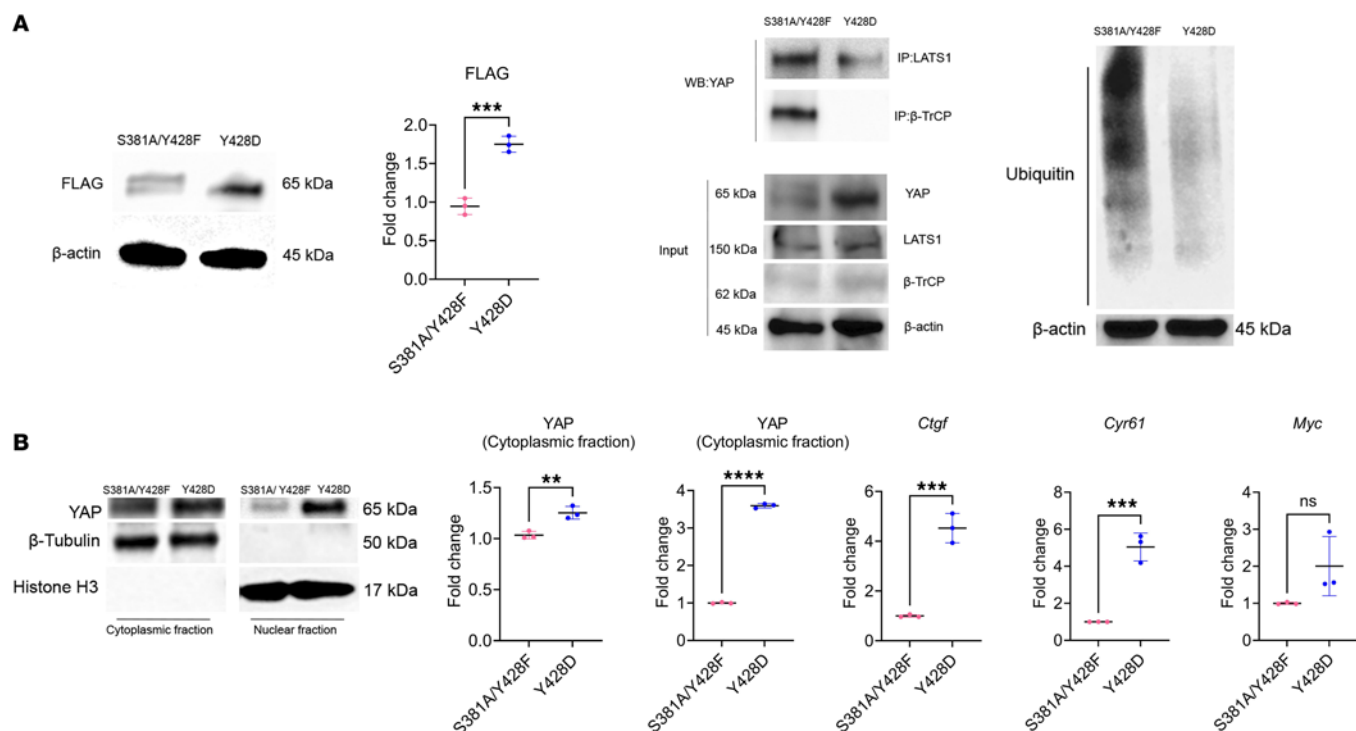 A
S381A/Y428F Y428D
FLAG 65 kDa
β-actin 45 kDa
FLAG
***
Fold change
2.0
1.5
1.0
0.5
0.0
S381A/Y428F
Y428D
S381A/Y428F Y428D
WB:YAP
IP:LATS1
IP:β-TrCP
Input
65 kDa YAP
150 kDa LATS1
62 kDa β-TrCP
45 kDa β-actin
S381A/Y428F Y428D
Ubiquitin
β-actin 45 kDa
B
S381A/Y428F Y428D S381A/ Y428F Y428D
YAP 65 kDa
β-Tubulin 50 kDa
Histone H3 17 kDa
Cytoplasmic fraction Nuclear fraction
YAP
(Cytoplasmic fraction)
**
Fold change
1.5
1.0
0.5
0.0
S381A/Y428F
Y428D
YAP
(Cytoplasmic fraction)
****
Fold change
4
3
2
1
0
S381A/Y428F
Y428D
Ctgf
***
Fold change
6
4
2
0
S381A/Y428F
Y428D
Cyr61
***
Fold change
8
6
4
2
0
S381A/Y428F
Y428D
Myc
ns
Fold change
4
3
2
1
0
S381A/Y428F
Y428D